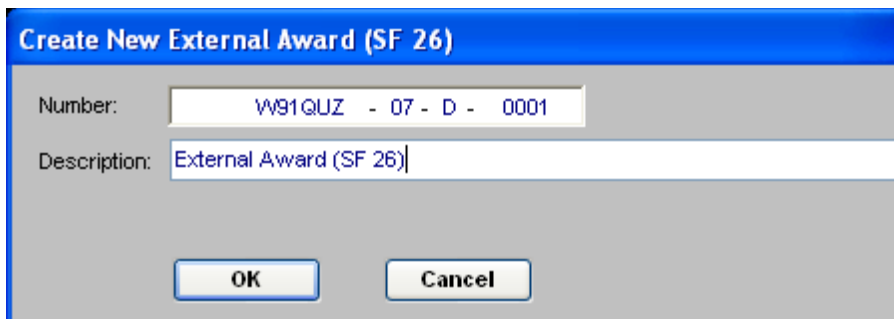 Create New External Award (SF 26)
Number: W91QUZ - 07 - D - 0001
Description: External Award (SF 26)
OK Cancel